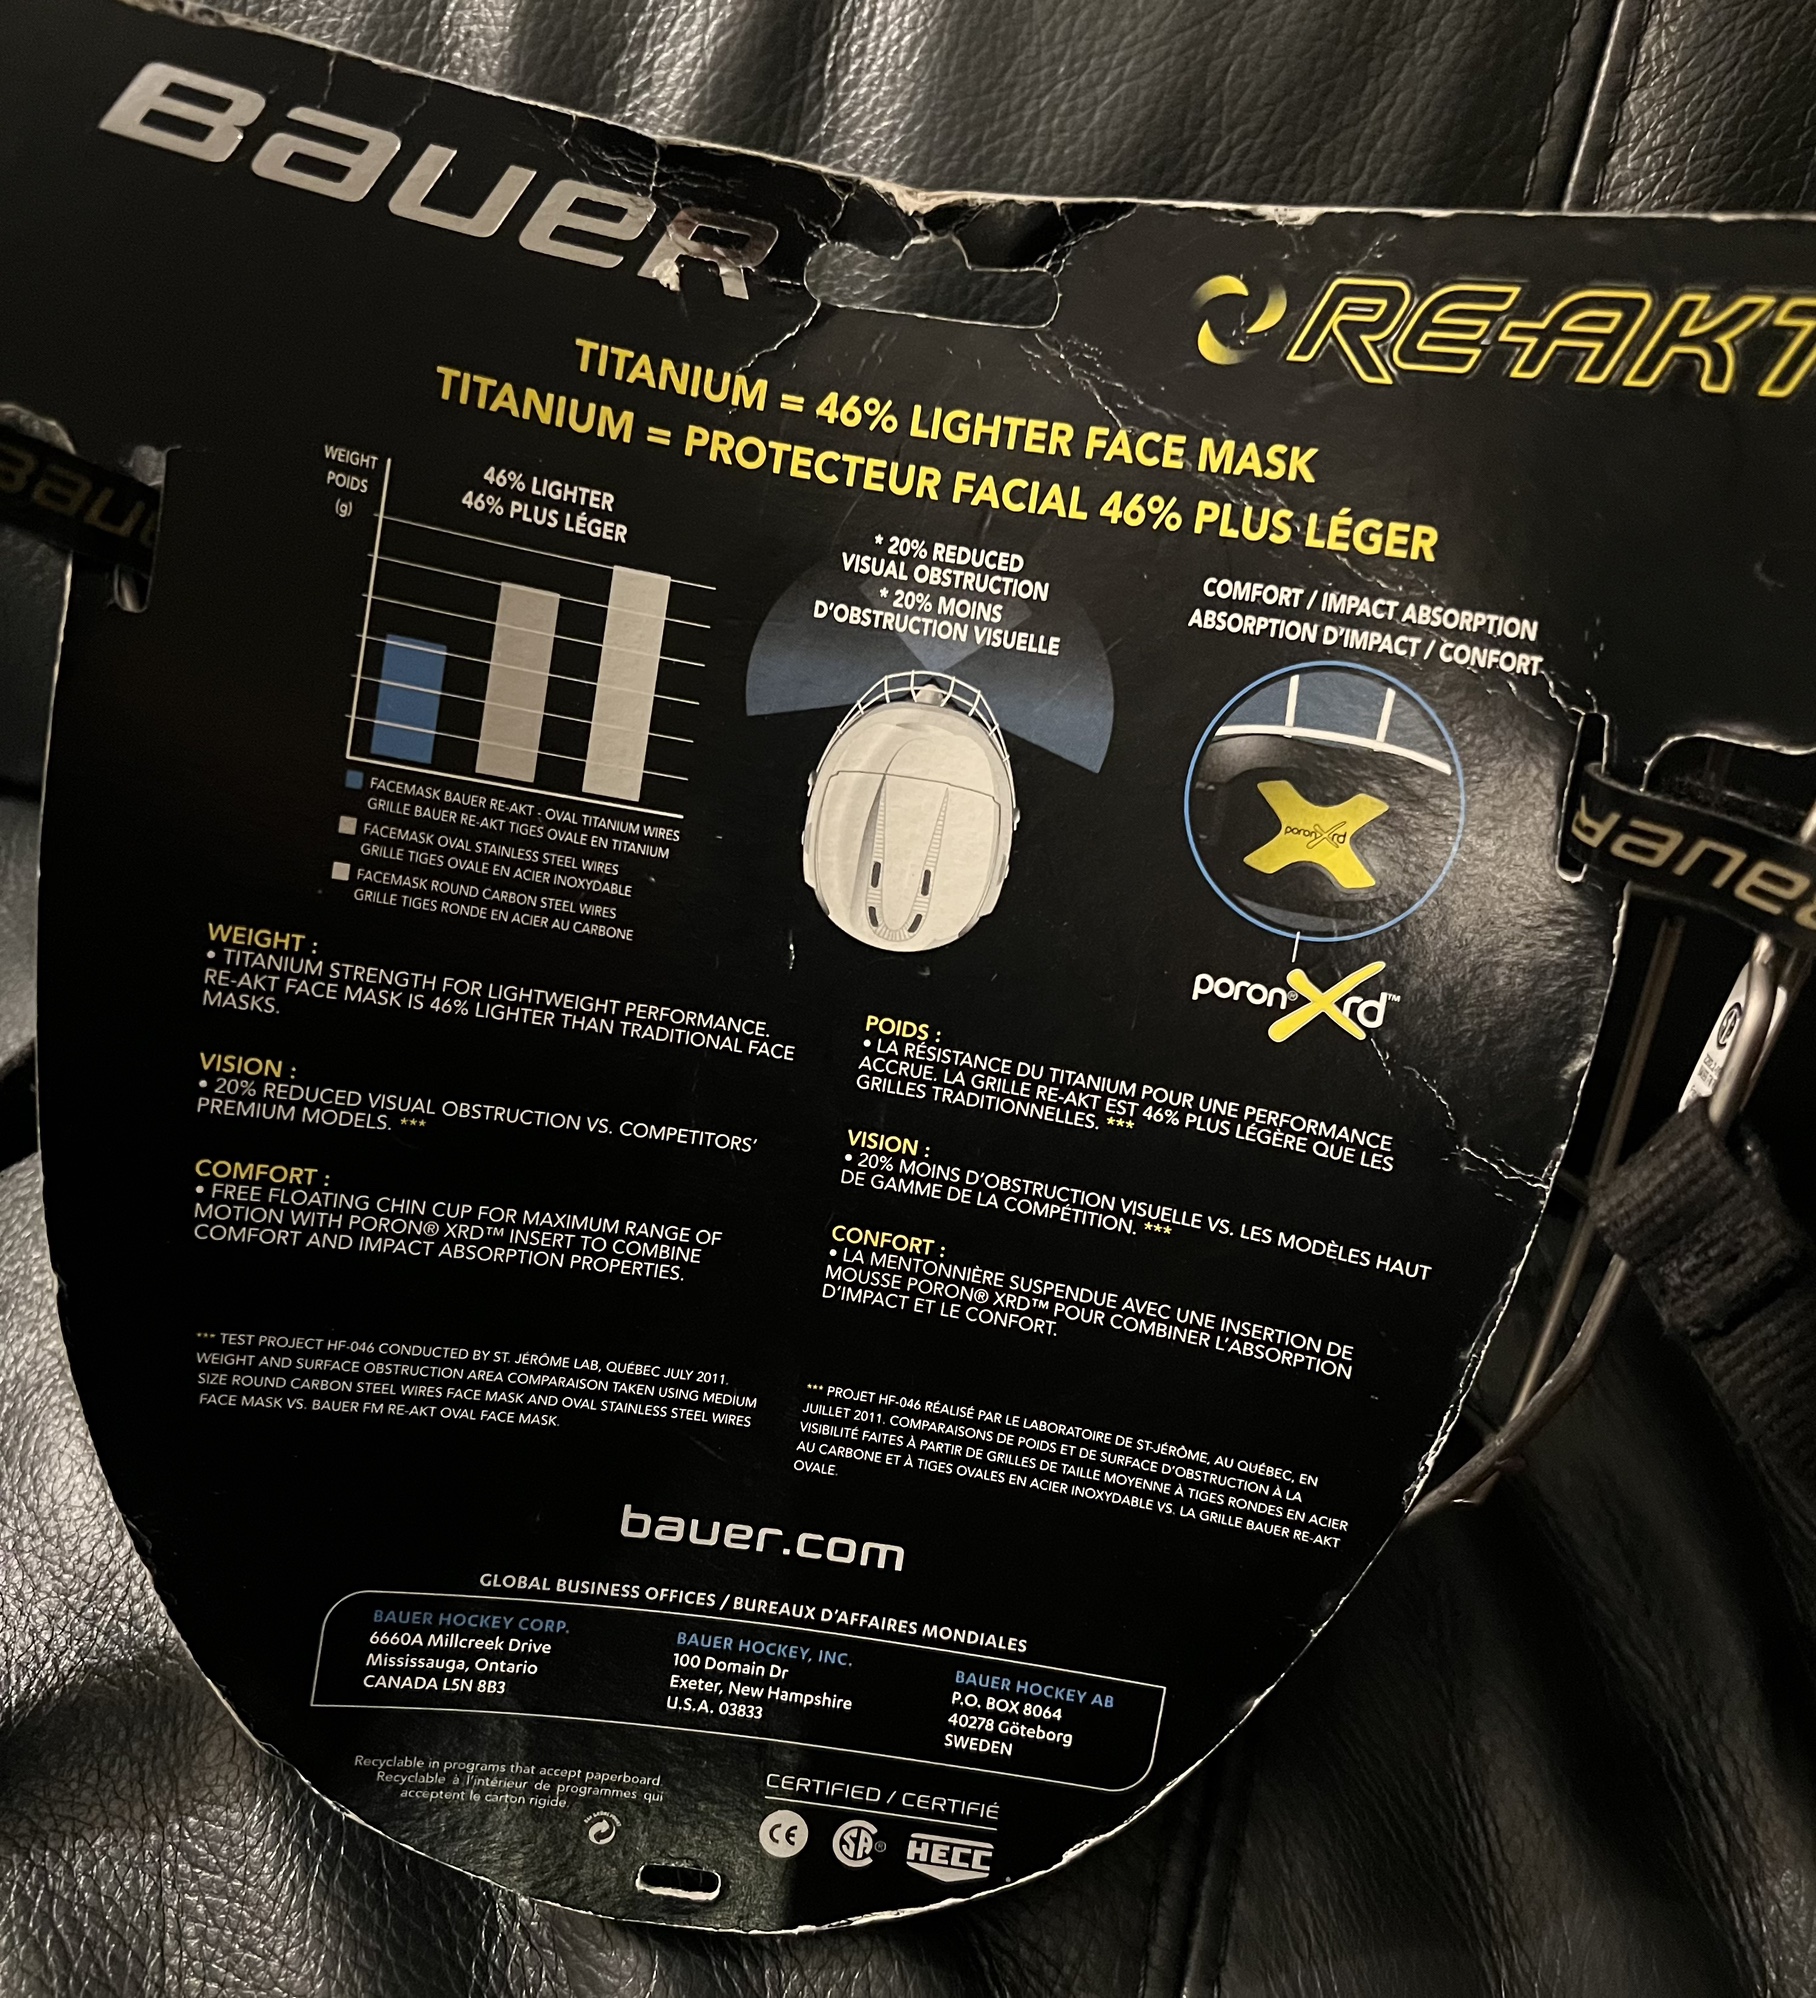 BAUER
RE-AKT
TITANIUM = 46% LIGHTER FACE MASK
TITANIUM = PROTECTEUR FACIAL 46% PLUS LÉGER
WEIGHT
POIDS
(g)
46% LIGHTER
46% PLUS LÉGER
FACEMASK BAUER RE-AKT - OVAL TITANIUM WIRES
GRILLE BAUER RE-AKT TIGES OVALE EN TITANIUM
FACEMASK OVAL STAINLESS STEEL WIRES
GRILLE TIGES OVALE EN ACIER INOXYDABLE
FACEMASK ROUND CARBON STEEL WIRES
GRILLE TIGES RONDE EN ACIER AU CARBONE
* 20% REDUCED
VISUAL OBSTRUCTION
* 20% MOINS
D'OBSTRUCTION VISUELLE
COMFORT / IMPACT ABSORPTION
ABSORPTION D'IMPACT / CONFORT
poron Xrd
poron® Xrd™
WEIGHT :
• TITANIUM STRENGTH FOR LIGHTWEIGHT PERFORMANCE.
RE-AKT FACE MASK IS 46% LIGHTER THAN TRADITIONAL FACE
MASKS.
VISION :
• 20% REDUCED VISUAL OBSTRUCTION VS. COMPETITORS'
PREMIUM MODELS. ***
COMFORT :
• FREE FLOATING CHIN CUP FOR MAXIMUM RANGE OF
MOTION WITH PORON® XRD™ INSERT TO COMBINE
COMFORT AND IMPACT ABSORPTION PROPERTIES.
*** TEST PROJECT HF-046 CONDUCTED BY ST. JÉRÔME LAB, QUÉBEC JULY 2011.
WEIGHT AND SURFACE OBSTRUCTION AREA COMPARAISON TAKEN USING MEDIUM
SIZE ROUND CARBON STEEL WIRES FACE MASK AND OVAL STAINLESS STEEL WIRES
FACE MASK VS. BAUER FM RE-AKT OVAL FACE MASK.
POIDS :
• LA RÉSISTANCE DU TITANIUM POUR UNE PERFORMANCE
ACCRUE. LA GRILLE RE-AKT EST 46% PLUS LÉGÈRE QUE LES
GRILLES TRADITIONNELLES. ***
VISION :
• 20% MOINS D'OBSTRUCTION VISUELLE VS. LES MODÈLES HAUT
DE GAMME DE LA COMPÉTITION. ***
CONFORT :
• LA MENTONNIÈRE SUSPENDUE AVEC UNE INSERTION DE
MOUSSE PORON® XRD™ POUR COMBINER L'ABSORPTION
D'IMPACT ET LE CONFORT.
*** PROJET HF-046 RÉALISÉ PAR LE LABORATOIRE DE ST-JÉRÔME, AU QUÉBEC, EN
JUILLET 2011. COMPARAISONS DE POIDS ET DE SURFACE D'OBSTRUCTION À LA
VISIBILITÉ FAITES À PARTIR DE GRILLES DE TAILLE MOYENNE À TIGES RONDES EN ACIER
AU CARBONE ET À TIGES OVALES EN ACIER INOXYDABLE VS. LA GRILLE BAUER RE-AKT
OVALE.
bauer.com
GLOBAL BUSINESS OFFICES / BUREAUX D'AFFAIRES MONDIALES
BAUER HOCKEY CORP.
6660A Millcreek Drive
Mississauga, Ontario
CANADA L5N 8B3
BAUER HOCKEY, INC.
100 Domain Dr
Exeter, New Hampshire
U.S.A. 03833
BAUER HOCKEY AB
P.O. BOX 8064
40278 Göteborg
SWEDEN
Recyclable in programs that accept paperboard.
Recyclable à l'intérieur de programmes qui
acceptent le carton rigide.
CERTIFIED / CERTIFIÉ
CE
SA®
HECC
BAUER
BAUER